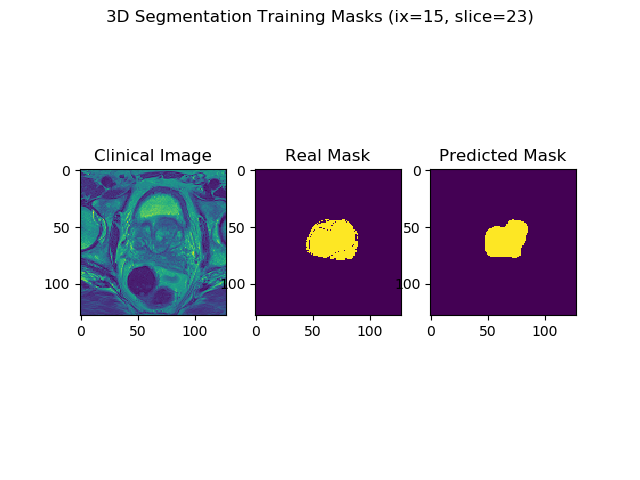 3D Segmentation Training Masks (ix=15, slice=23)
Clinical Image Real Mask Predicted Mask
0 0 0
50 50 50
100 100 100
0 50 100 0 50 100 0 50 100